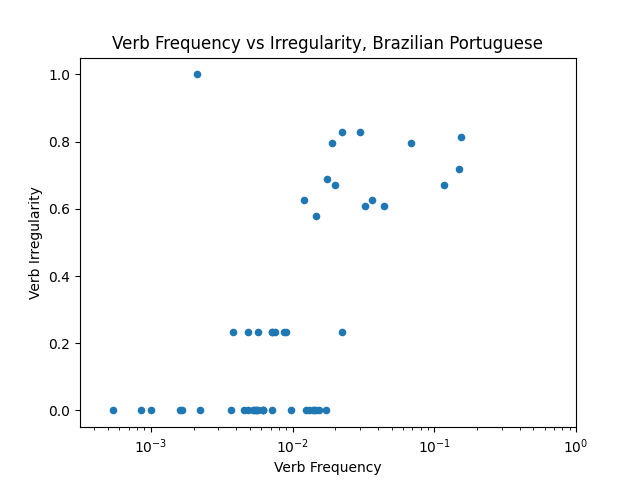 Verb Frequency vs Irregularity, Brazilian Portuguese
1.0
0.8
0.6
0.4
0.2
0.0
Verb Irregularity
10⁻³ 10⁻² 10⁻¹ 10⁰
Verb Frequency